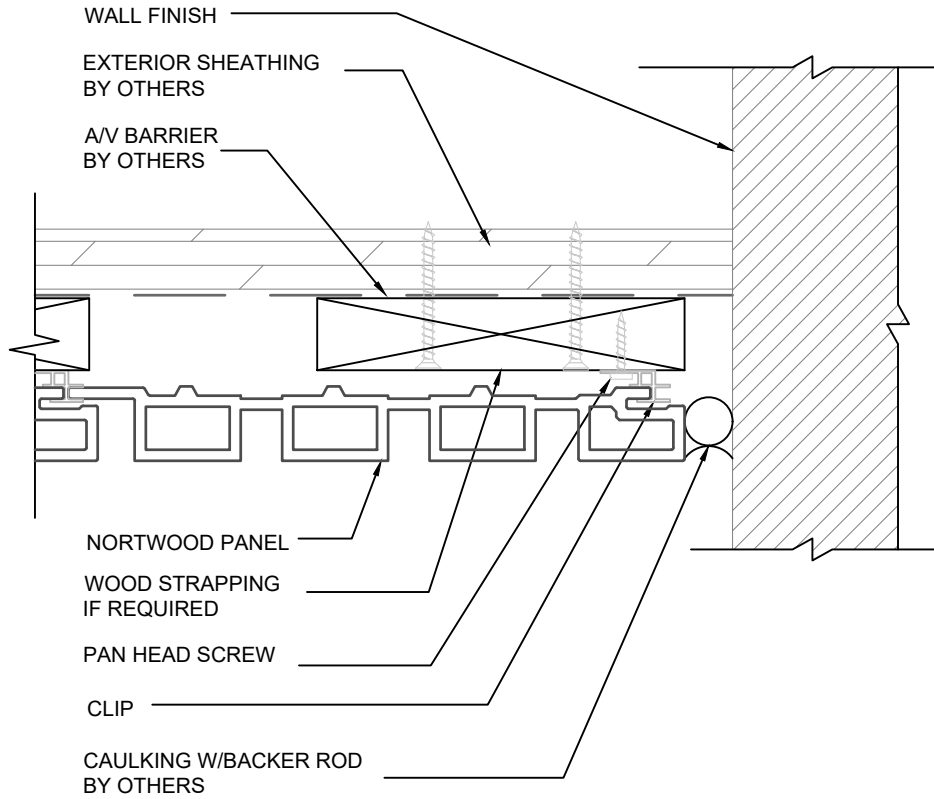 WALL FINISH
EXTERIOR SHEATHING
BY OTHERS
A/V BARRIER
BY OTHERS
NORTWOOD PANEL
WOOD STRAPPING
IF REQUIRED
PAN HEAD SCREW
CLIP
CAULKING W/BACKER ROD
BY OTHERS